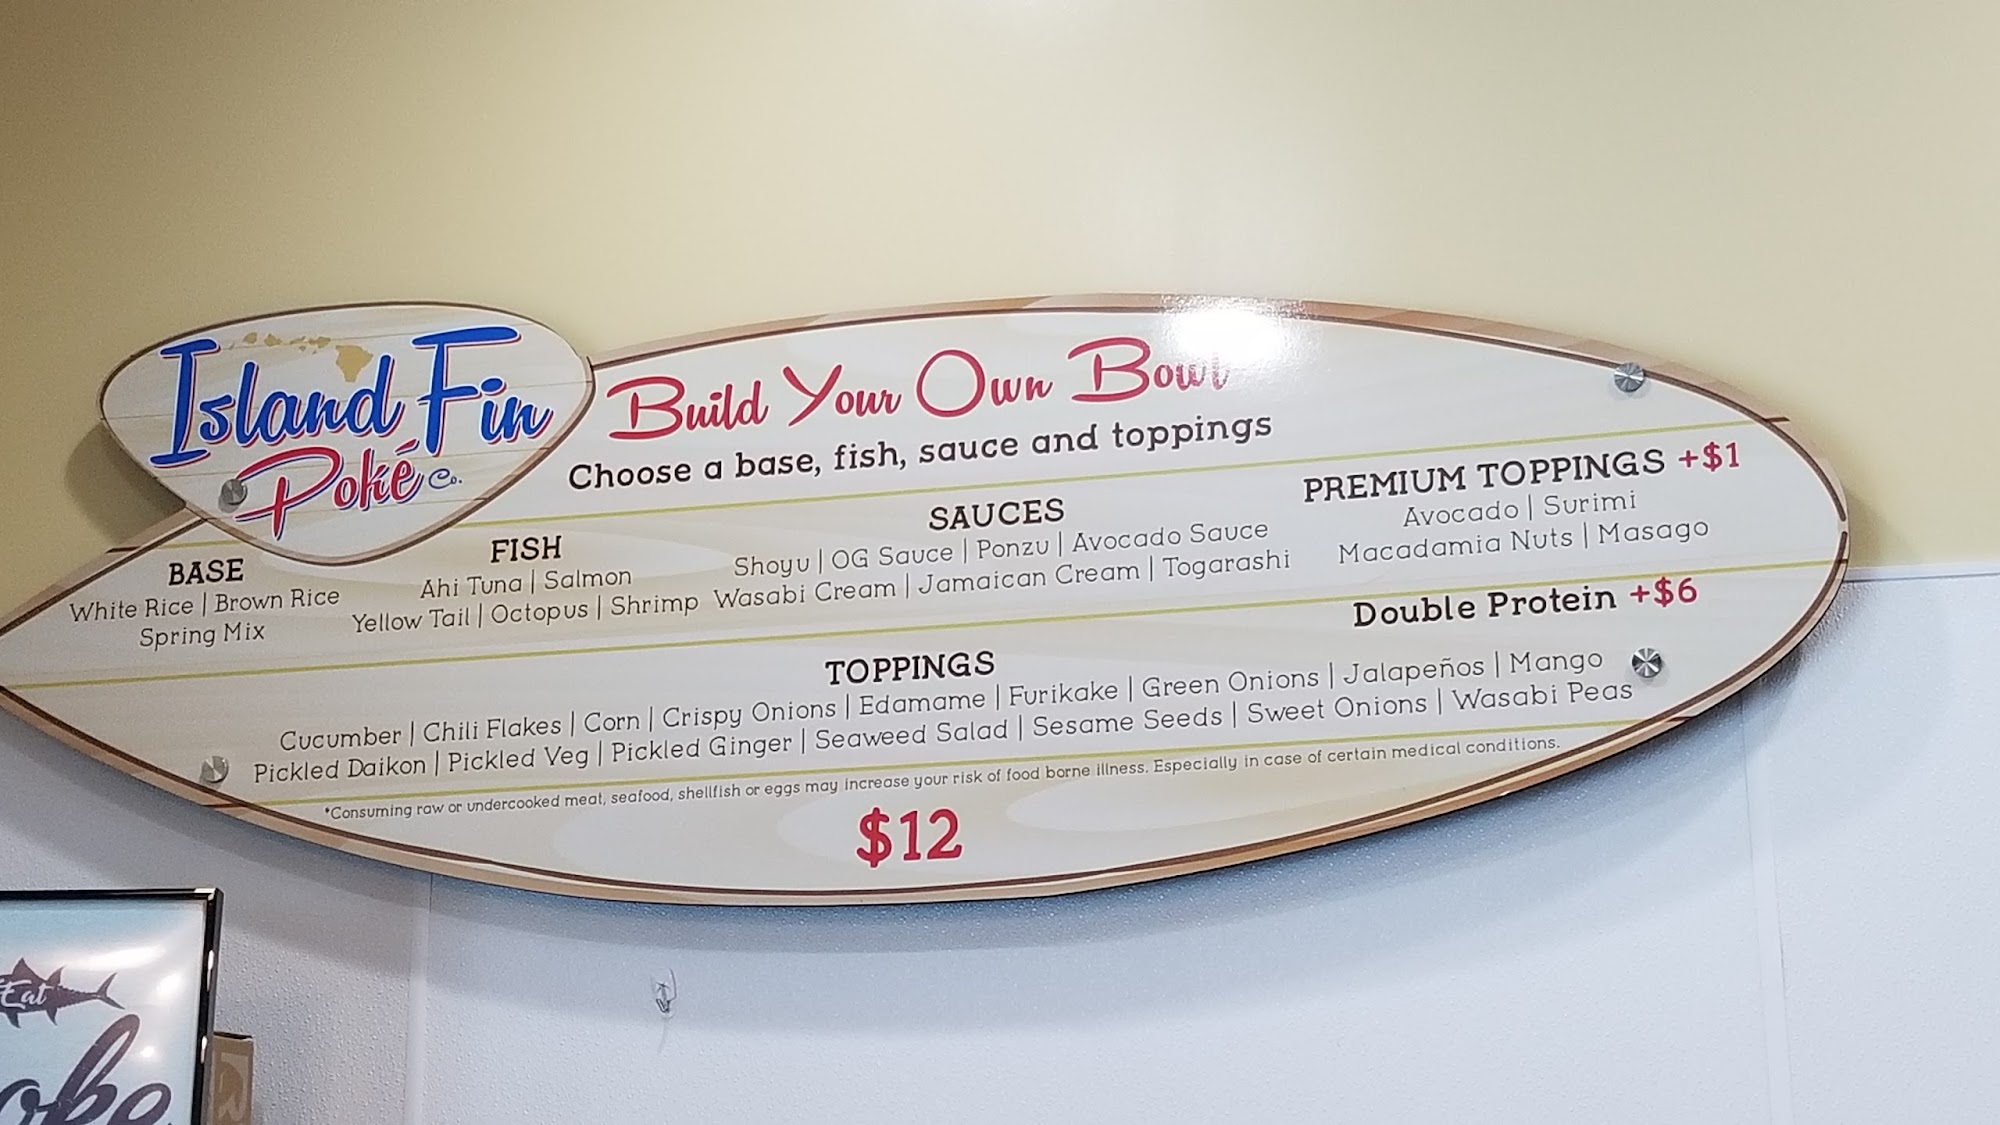 Island Fin
Poké Co.
Build Your Own Bowl
Choose a base, fish, sauce and toppings
BASE
White Rice | Brown Rice
Spring Mix
FISH
Ahi Tuna | Salmon
Yellow Tail | Octopus | Shrimp
SAUCES
Shoyu | OG Sauce | Ponzu | Avocado Sauce
Wasabi Cream | Jamaican Cream | Togarashi
PREMIUM TOPPINGS +$1
Avocado | Surimi
Macadamia Nuts | Masago
Double Protein +$6
TOPPINGS
Cucumber | Chili Flakes | Corn | Crispy Onions | Edamame | Furikake | Green Onions | Jalapeños | Mango
Pickled Daikon | Pickled Veg | Pickled Ginger | Seaweed Salad | Sesame Seeds | Sweet Onions | Wasabi Peas
*Consuming raw or undercooked meat, seafood, shellfish or eggs may increase your risk of food borne illness. Especially in case of certain medical conditions.
$12
Eat